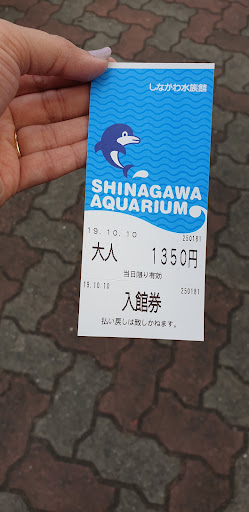 しながわ水族館
SHINAGAWA
AQUARIUM
19.10.10 250181
大人 1350円
当日限り有効
19.10.10 250181
入館券
払い戻しは致しかねます。